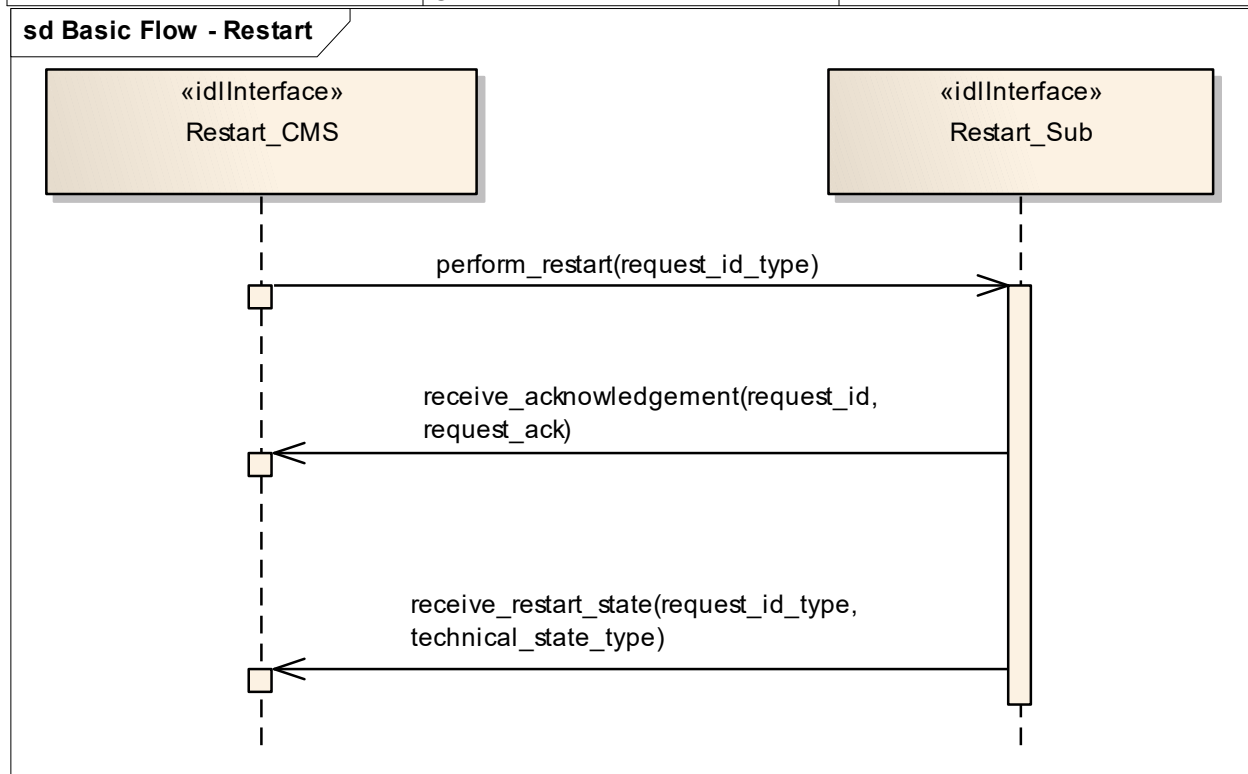 sd Basic Flow - Restart
«idlInterface»
Restart_CMS
«idlInterface»
Restart_Sub
perform_restart(request_id_type)
receive_acknowledgement(request_id,
request_ack)
receive_restart_state(request_id_type,
technical_state_type)